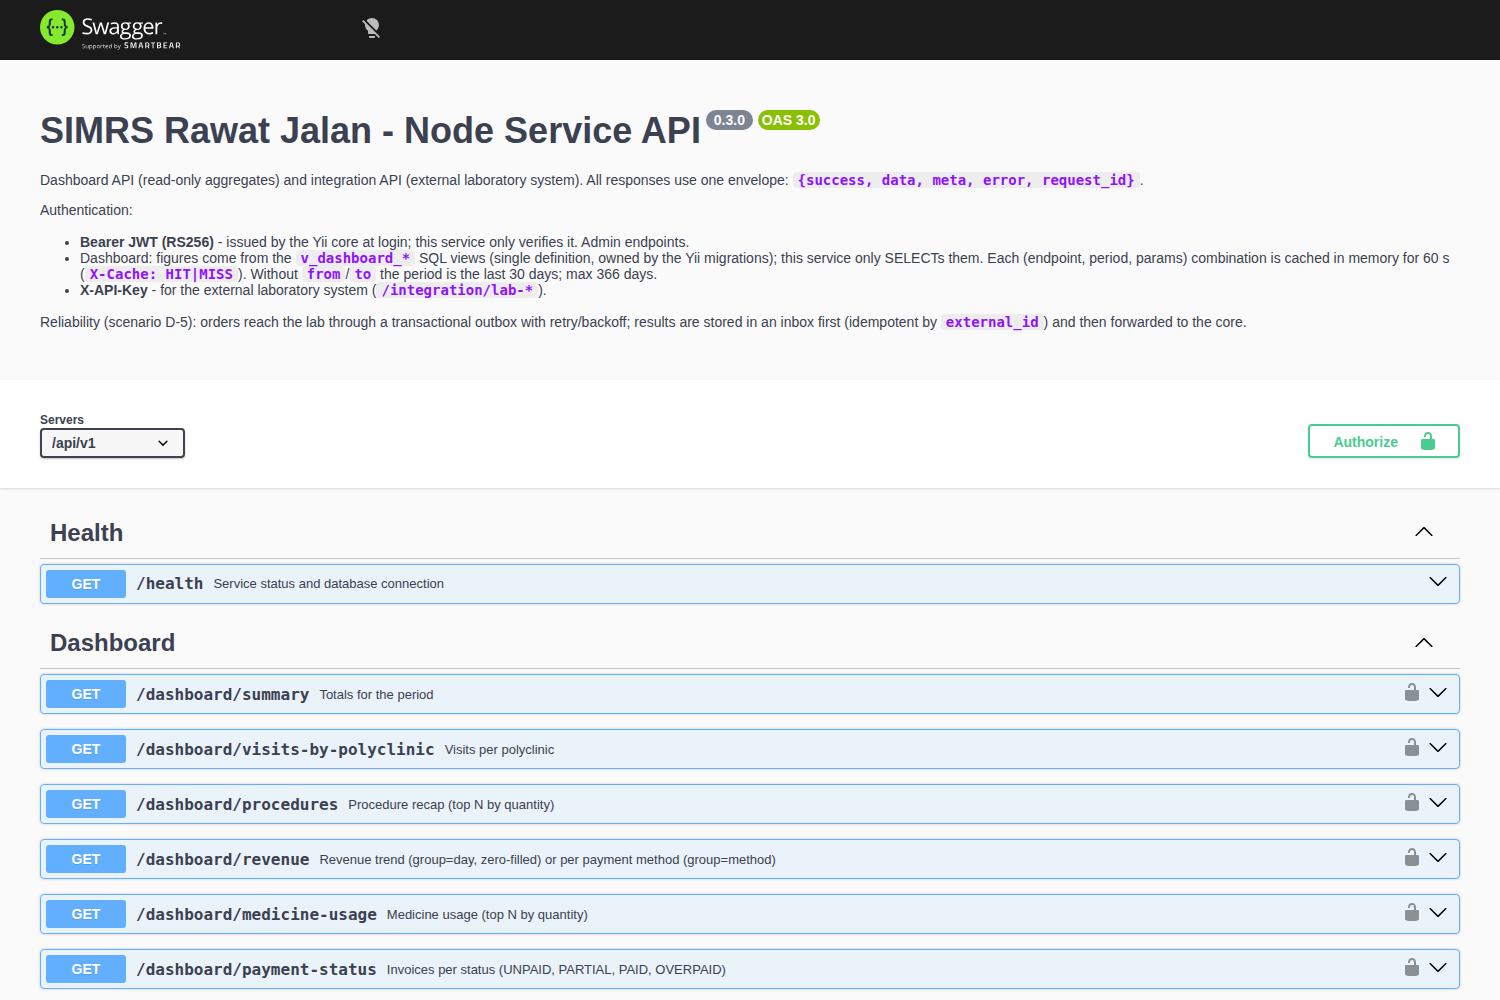 Swagger
Supported by SMARTBEAR
SIMRS Rawat Jalan - Node Service API 0.3.0 OAS 3.0
Dashboard API (read-only aggregates) and integration API (external laboratory system). All responses use one envelope: {success, data, meta, error, request_id}.
Authentication:
• Bearer JWT (RS256) - issued by the Yii core at login; this service only verifies it. Admin endpoints.
• Dashboard: figures come from the v_dashboard_* SQL views (single definition, owned by the Yii migrations); this service only SELECTs them. Each (endpoint, period, params) combination is cached in memory for 60 s
( X-Cache: HIT|MISS ). Without from / to the period is the last 30 days; max 366 days.
• X-API-Key - for the external laboratory system ( /integration/lab-* ).
Reliability (scenario D-5): orders reach the lab through a transactional outbox with retry/backoff; results are stored in an inbox first (idempotent by external_id ) and then forwarded to the core.
Servers
/api/v1
Authorize
Health
GET /health Service status and database connection
Dashboard
GET /dashboard/summary Totals for the period
GET /dashboard/visits-by-polyclinic Visits per polyclinic
GET /dashboard/procedures Procedure recap (top N by quantity)
GET /dashboard/revenue Revenue trend (group=day, zero-filled) or per payment method (group=method)
GET /dashboard/medicine-usage Medicine usage (top N by quantity)
GET /dashboard/payment-status Invoices per status (UNPAID, PARTIAL, PAID, OVERPAID)